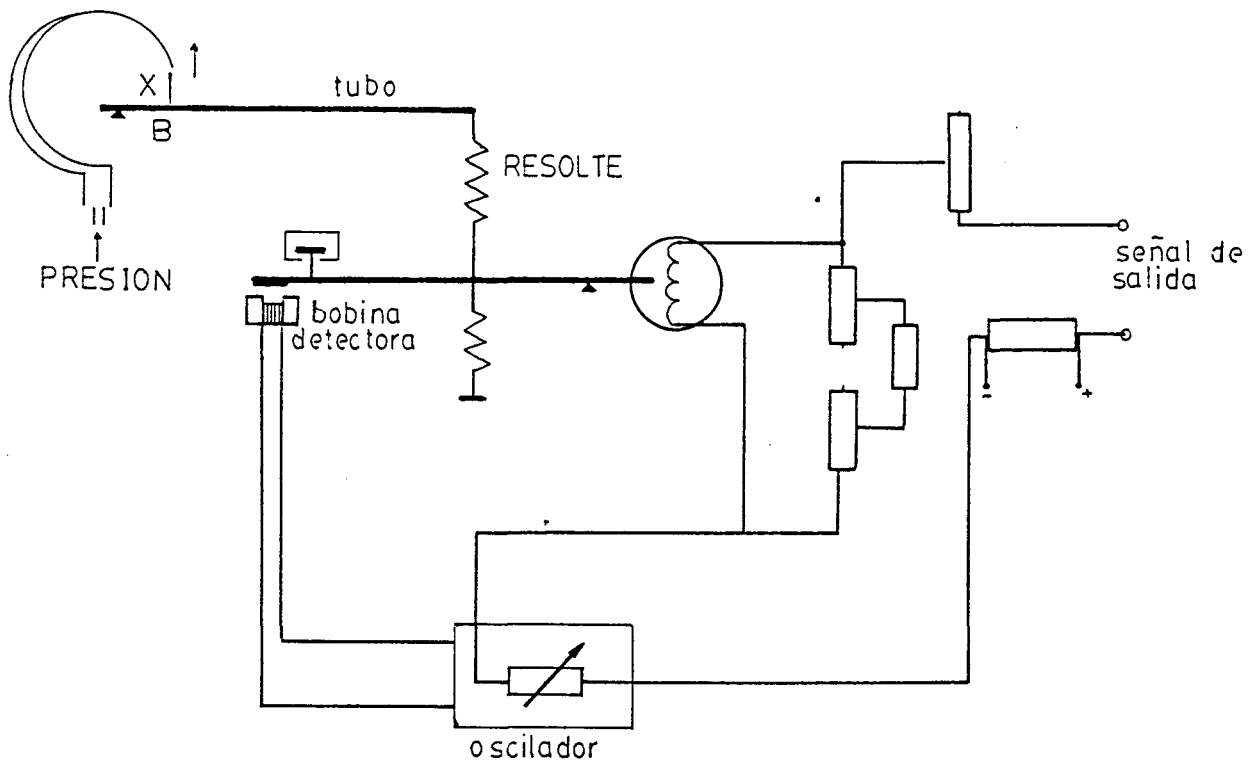 X
tubo
B
RESOLTE
PRESION
bobina
detectora
señal de
salida
- +
oscilador